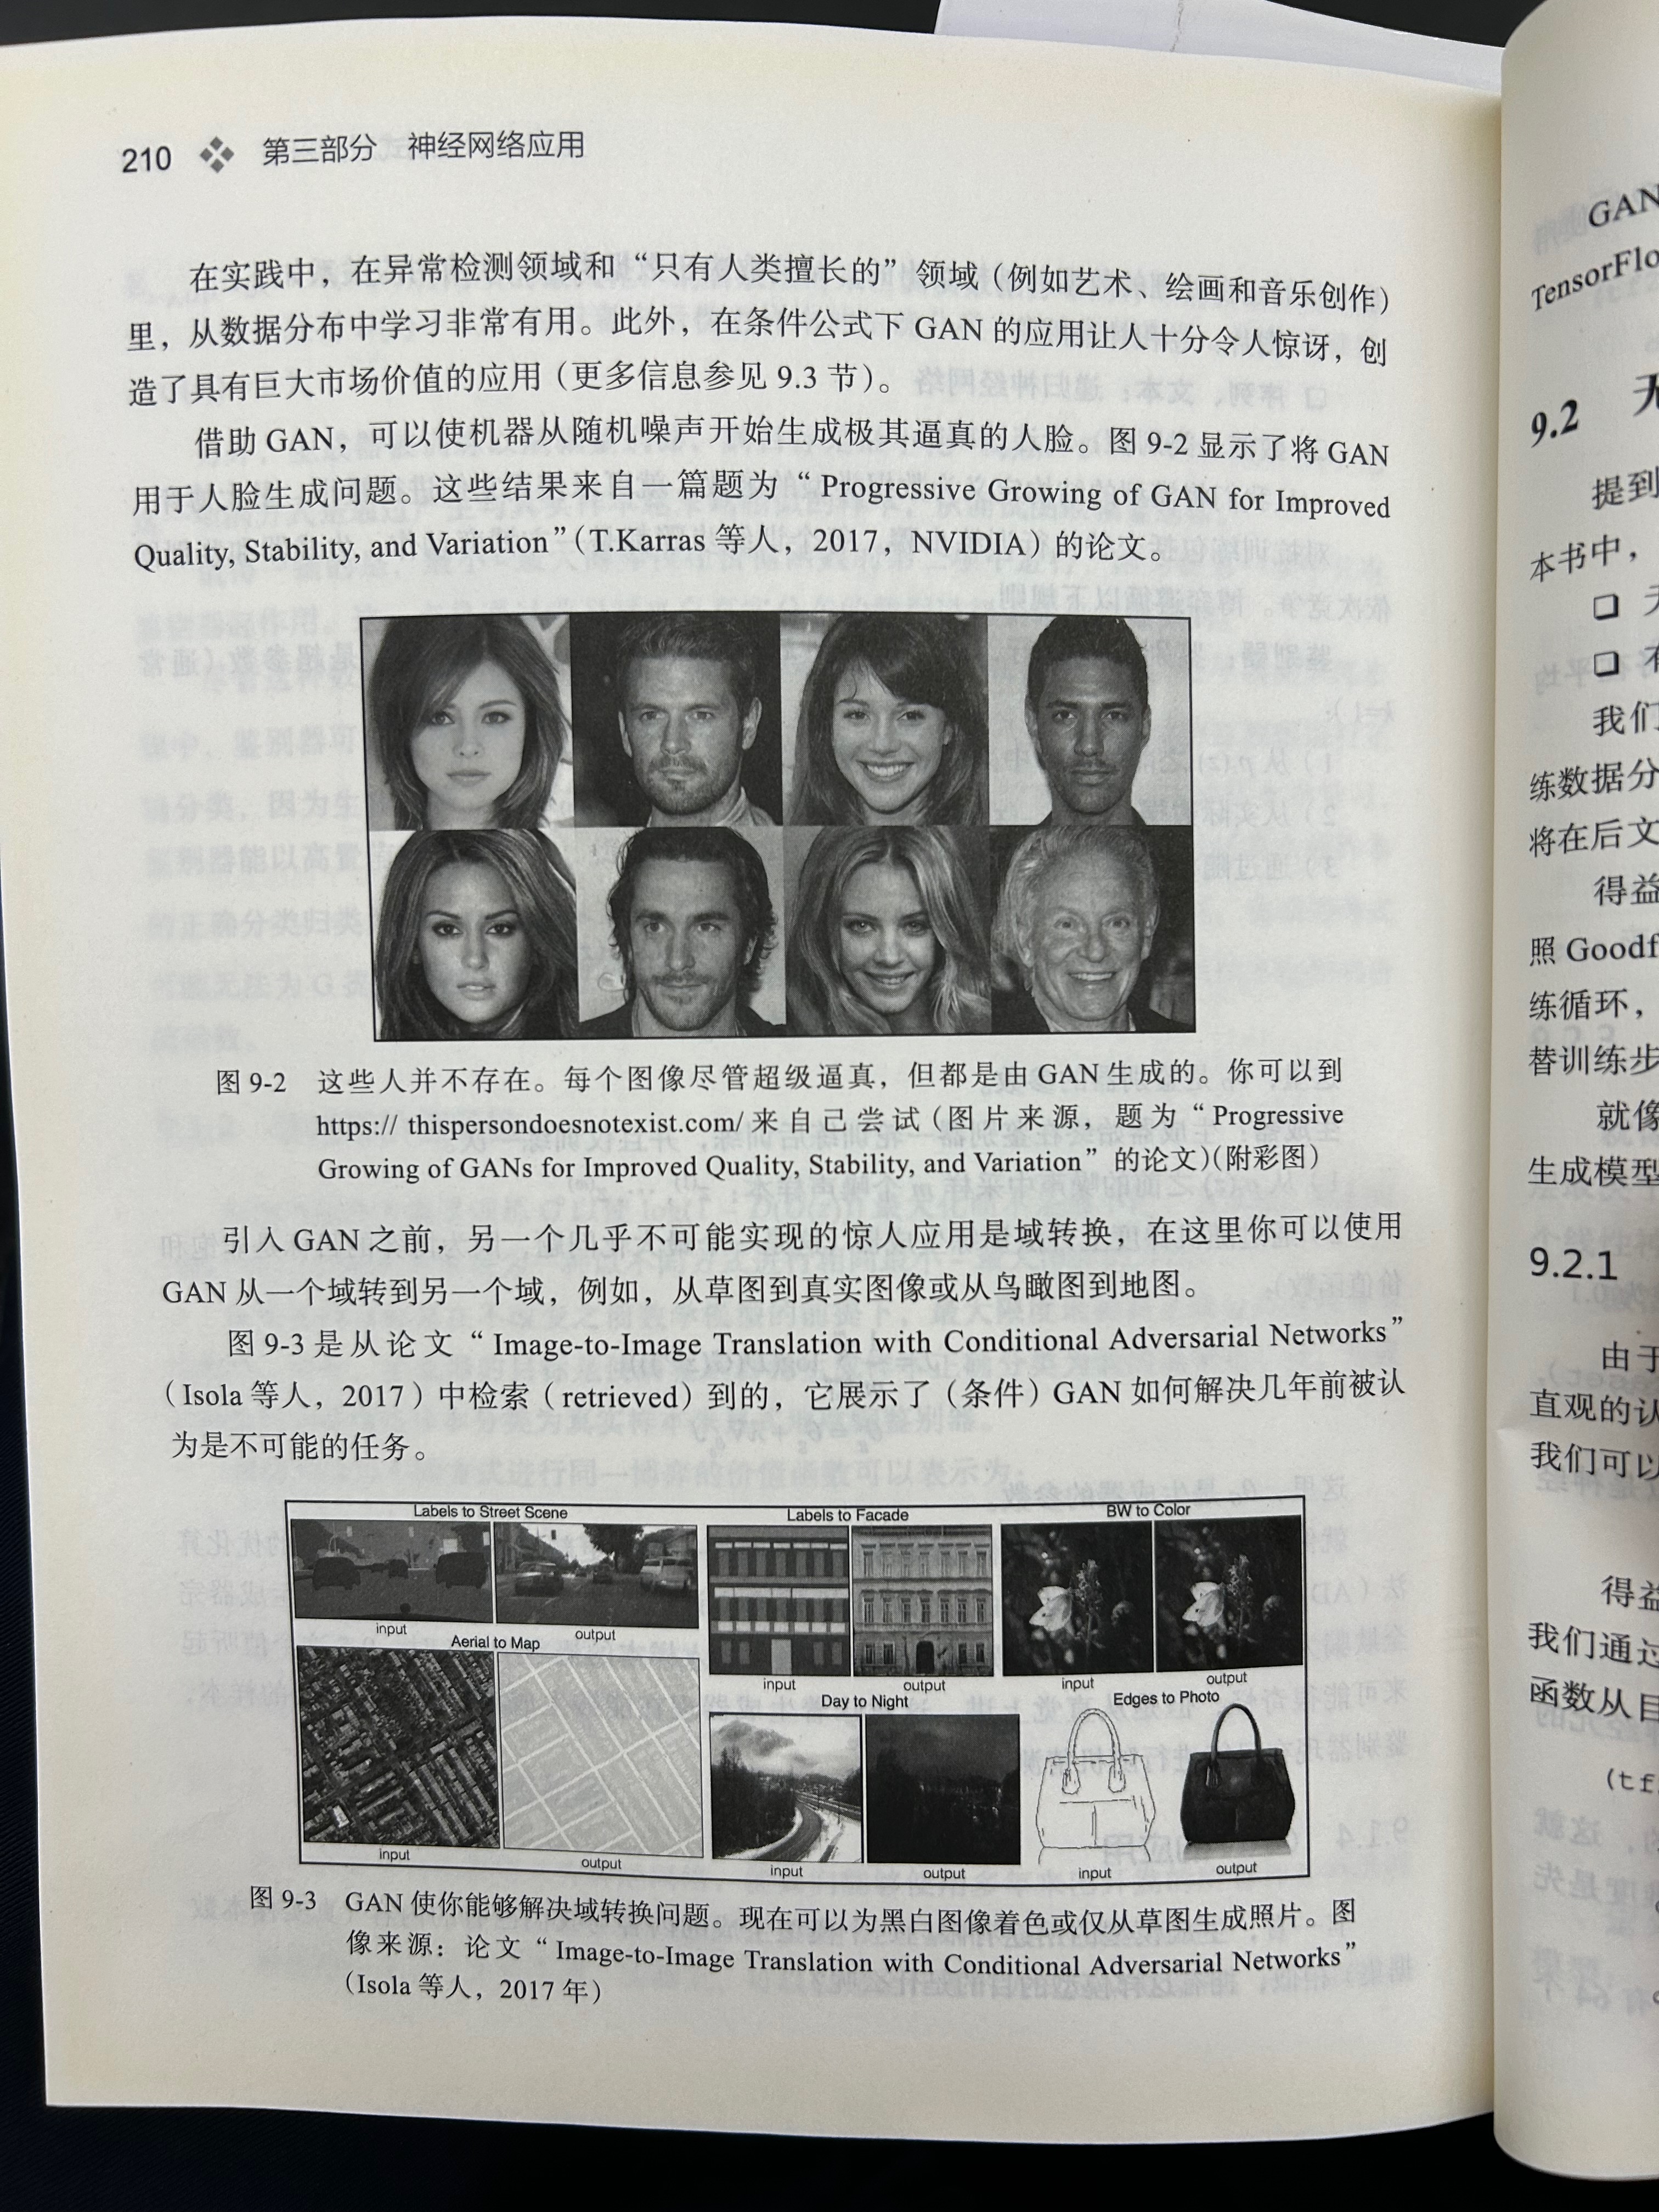 210 第三部分 神经网络应用
在实践中，在异常检测领域和“只有人类擅长的”领域（例如艺术、绘画和音乐创作）
里，从数据分布中学习非常有用。此外，在条件公式下 GAN 的应用让人十分令人惊讶，创
造了具有巨大市场价值的应用（更多信息参见 9.3 节）。
借助 GAN，可以使机器从随机噪声开始生成极其逼真的人脸。图 9-2 显示了将 GAN
用于人脸生成问题。这些结果来自一篇题为“Progressive Growing of GAN for Improved
Quality, Stability, and Variation”（T.Karras 等人，2017，NVIDIA）的论文。
图 9-2 这些人并不存在。每个图像尽管超级逼真，但都是由 GAN 生成的。你可以到
https:// thispersondoesnotexist.com/ 来自己尝试（图片来源，题为“Progressive
Growing of GANs for Improved Quality, Stability, and Variation”的论文）（附彩图）
引入 GAN 之前，另一个几乎不可能实现的惊人应用是域转换，在这里你可以使用
GAN 从一个域转到另一个域，例如，从草图到真实图像或从鸟瞰图到地图。
图 9-3 是从论文“Image-to-Image Translation with Conditional Adversarial Networks”
（Isola 等人，2017）中检索（retrieved）到的，它展示了（条件）GAN 如何解决几年前被认
为是不可能的任务。
Labels to Street Scene
input
output
Aerial to Map
input
output
Labels to Facade
input
output
BW to Color
input
output
Day to Night
input
output
Edges to Photo
input
output
图 9-3 GAN 使你能够解决域转换问题。现在可以为黑白图像着色或仅从草图生成照片。图
像来源：论文“Image-to-Image Translation with Conditional Adversarial Networks”
（Isola 等人，2017 年）
GAN
TensorFlo
9.2
提到
本书中，
我们
练数据分
将在后文
得益
照 Goodf
练循环，
替训练步
就像
生成模型
9.2.1
由于
直观的认
我们可以
得益
我们通过
函数从目
(tf